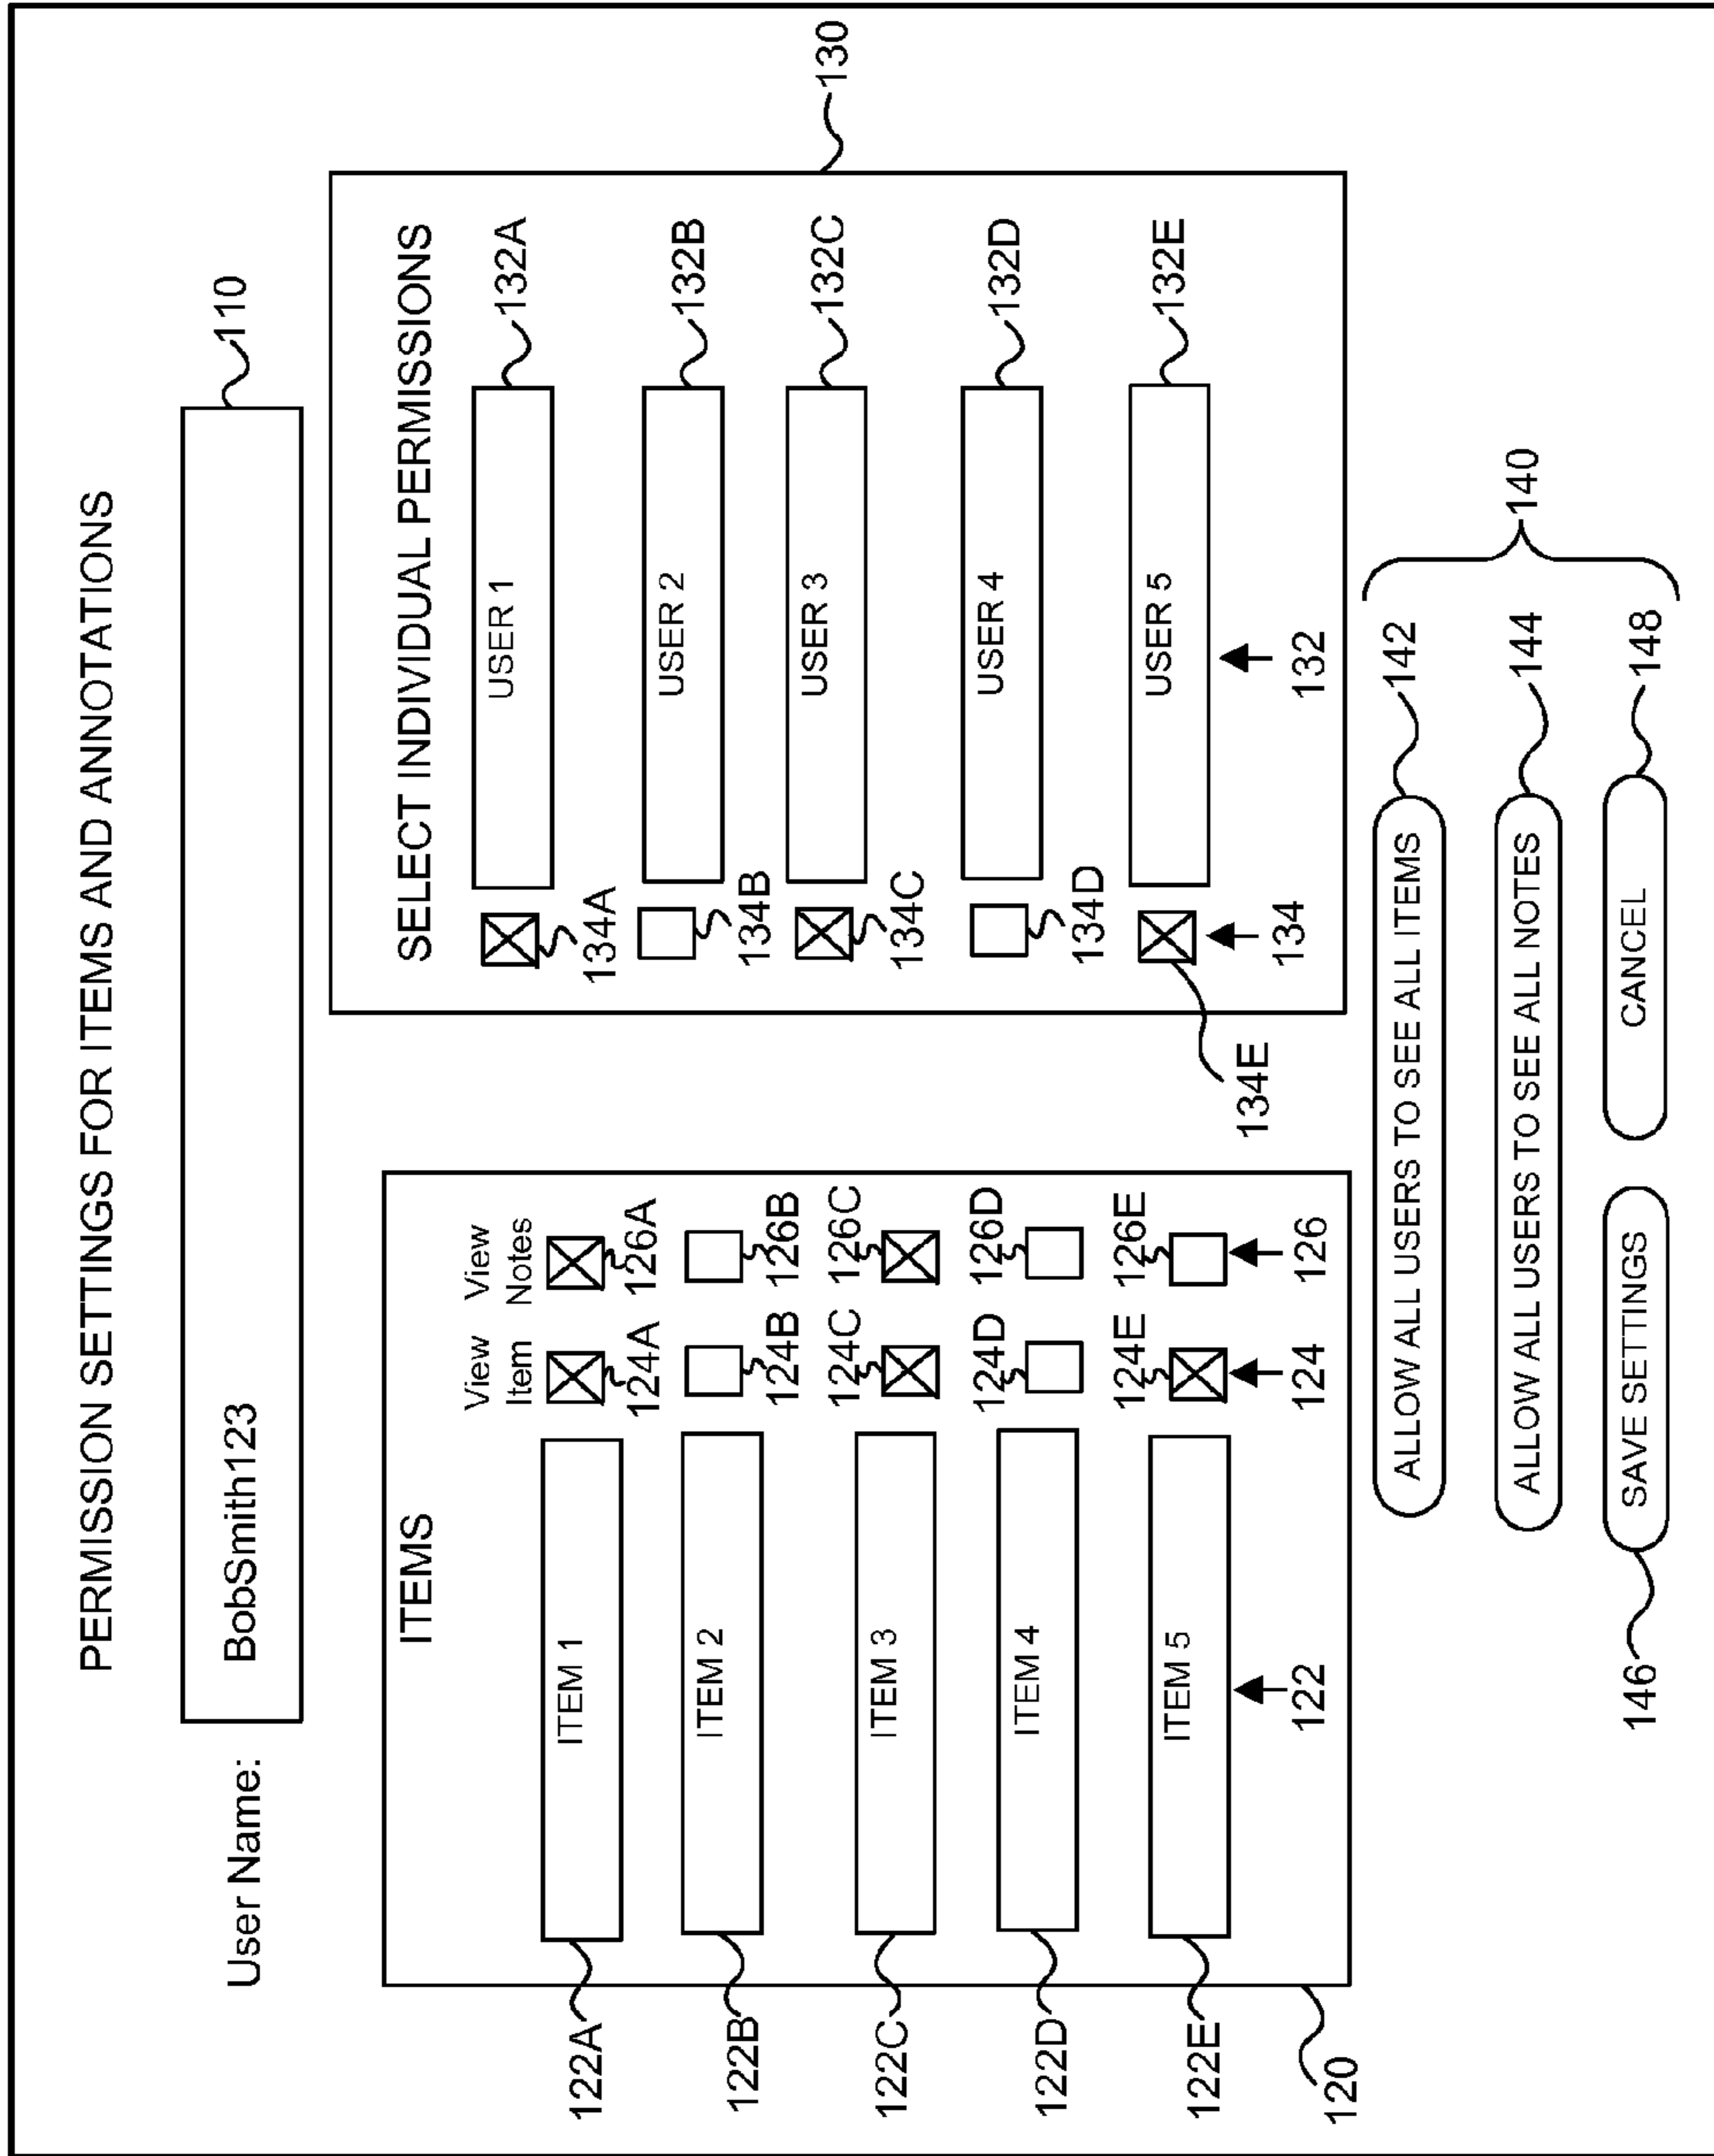 PERMISSION SETTINGS FOR ITEMS AND ANNOTATIONS
User Name:
BobSmith123
110
ITEMS
View Item
View Notes
122A
ITEM 1
124A
126A
122B
ITEM 2
124B
126B
122C
ITEM 3
124C
126C
122D
ITEM 4
124D
126D
122E
ITEM 5
124E
126E
122
124
126
120
SELECT INDIVIDUAL PERMISSIONS
130
134A
USER 1
132A
134B
USER 2
132B
134C
USER 3
132C
134D
USER 4
132D
134E
USER 5
132E
134
132
ALLOW ALL USERS TO SEE ALL ITEMS
142
ALLOW ALL USERS TO SEE ALL NOTES
144
140
146
SAVE SETTINGS
CANCEL
148